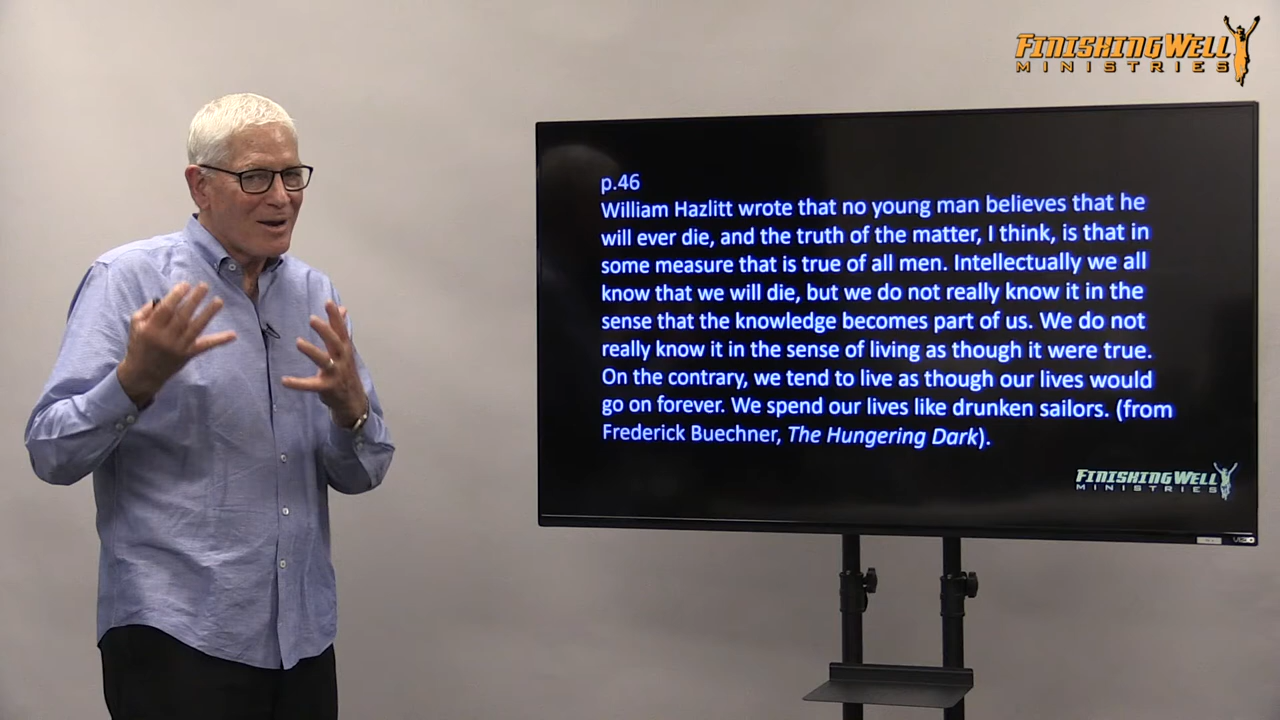 FINISHINGWELL
MINISTRIES
p.46
William Hazlitt wrote that no young man believes that he
will ever die, and the truth of the matter, I think, is that in
some measure that is true of all men. Intellectually we all
know that we will die, but we do not really know it in the
sense that the knowledge becomes part of us. We do not
really know it in the sense of living as though it were true.
On the contrary, we tend to live as though our lives would
go on forever. We spend our lives like drunken sailors. (from
Frederick Buechner, The Hungering Dark).
FINISHINGWELL
MINISTRIES
VIZIO